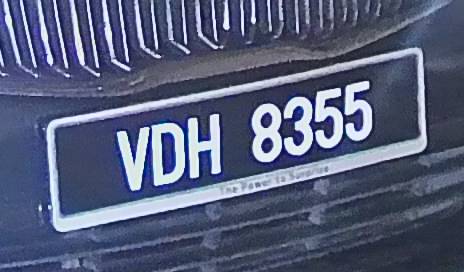 VDH 8355
The Power to Surprise